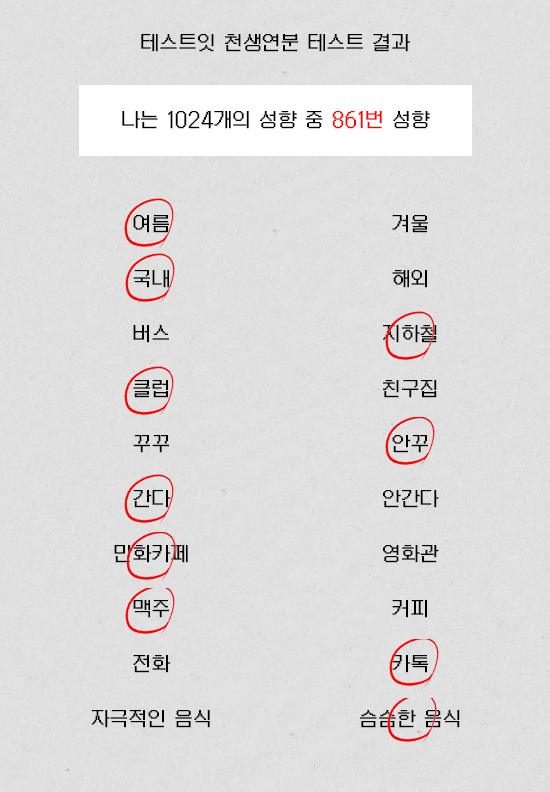 테스트잇 천생연분 테스트 결과
나는 1024개의 성향 중 861번 성향
여름 겨울
국내 해외
버스 지하철
클럽 친구집
꾸꾸 안꾸
간다 안간다
만화카페 영화관
맥주 커피
전화 카톡
자극적인 음식 슴슴한 음식